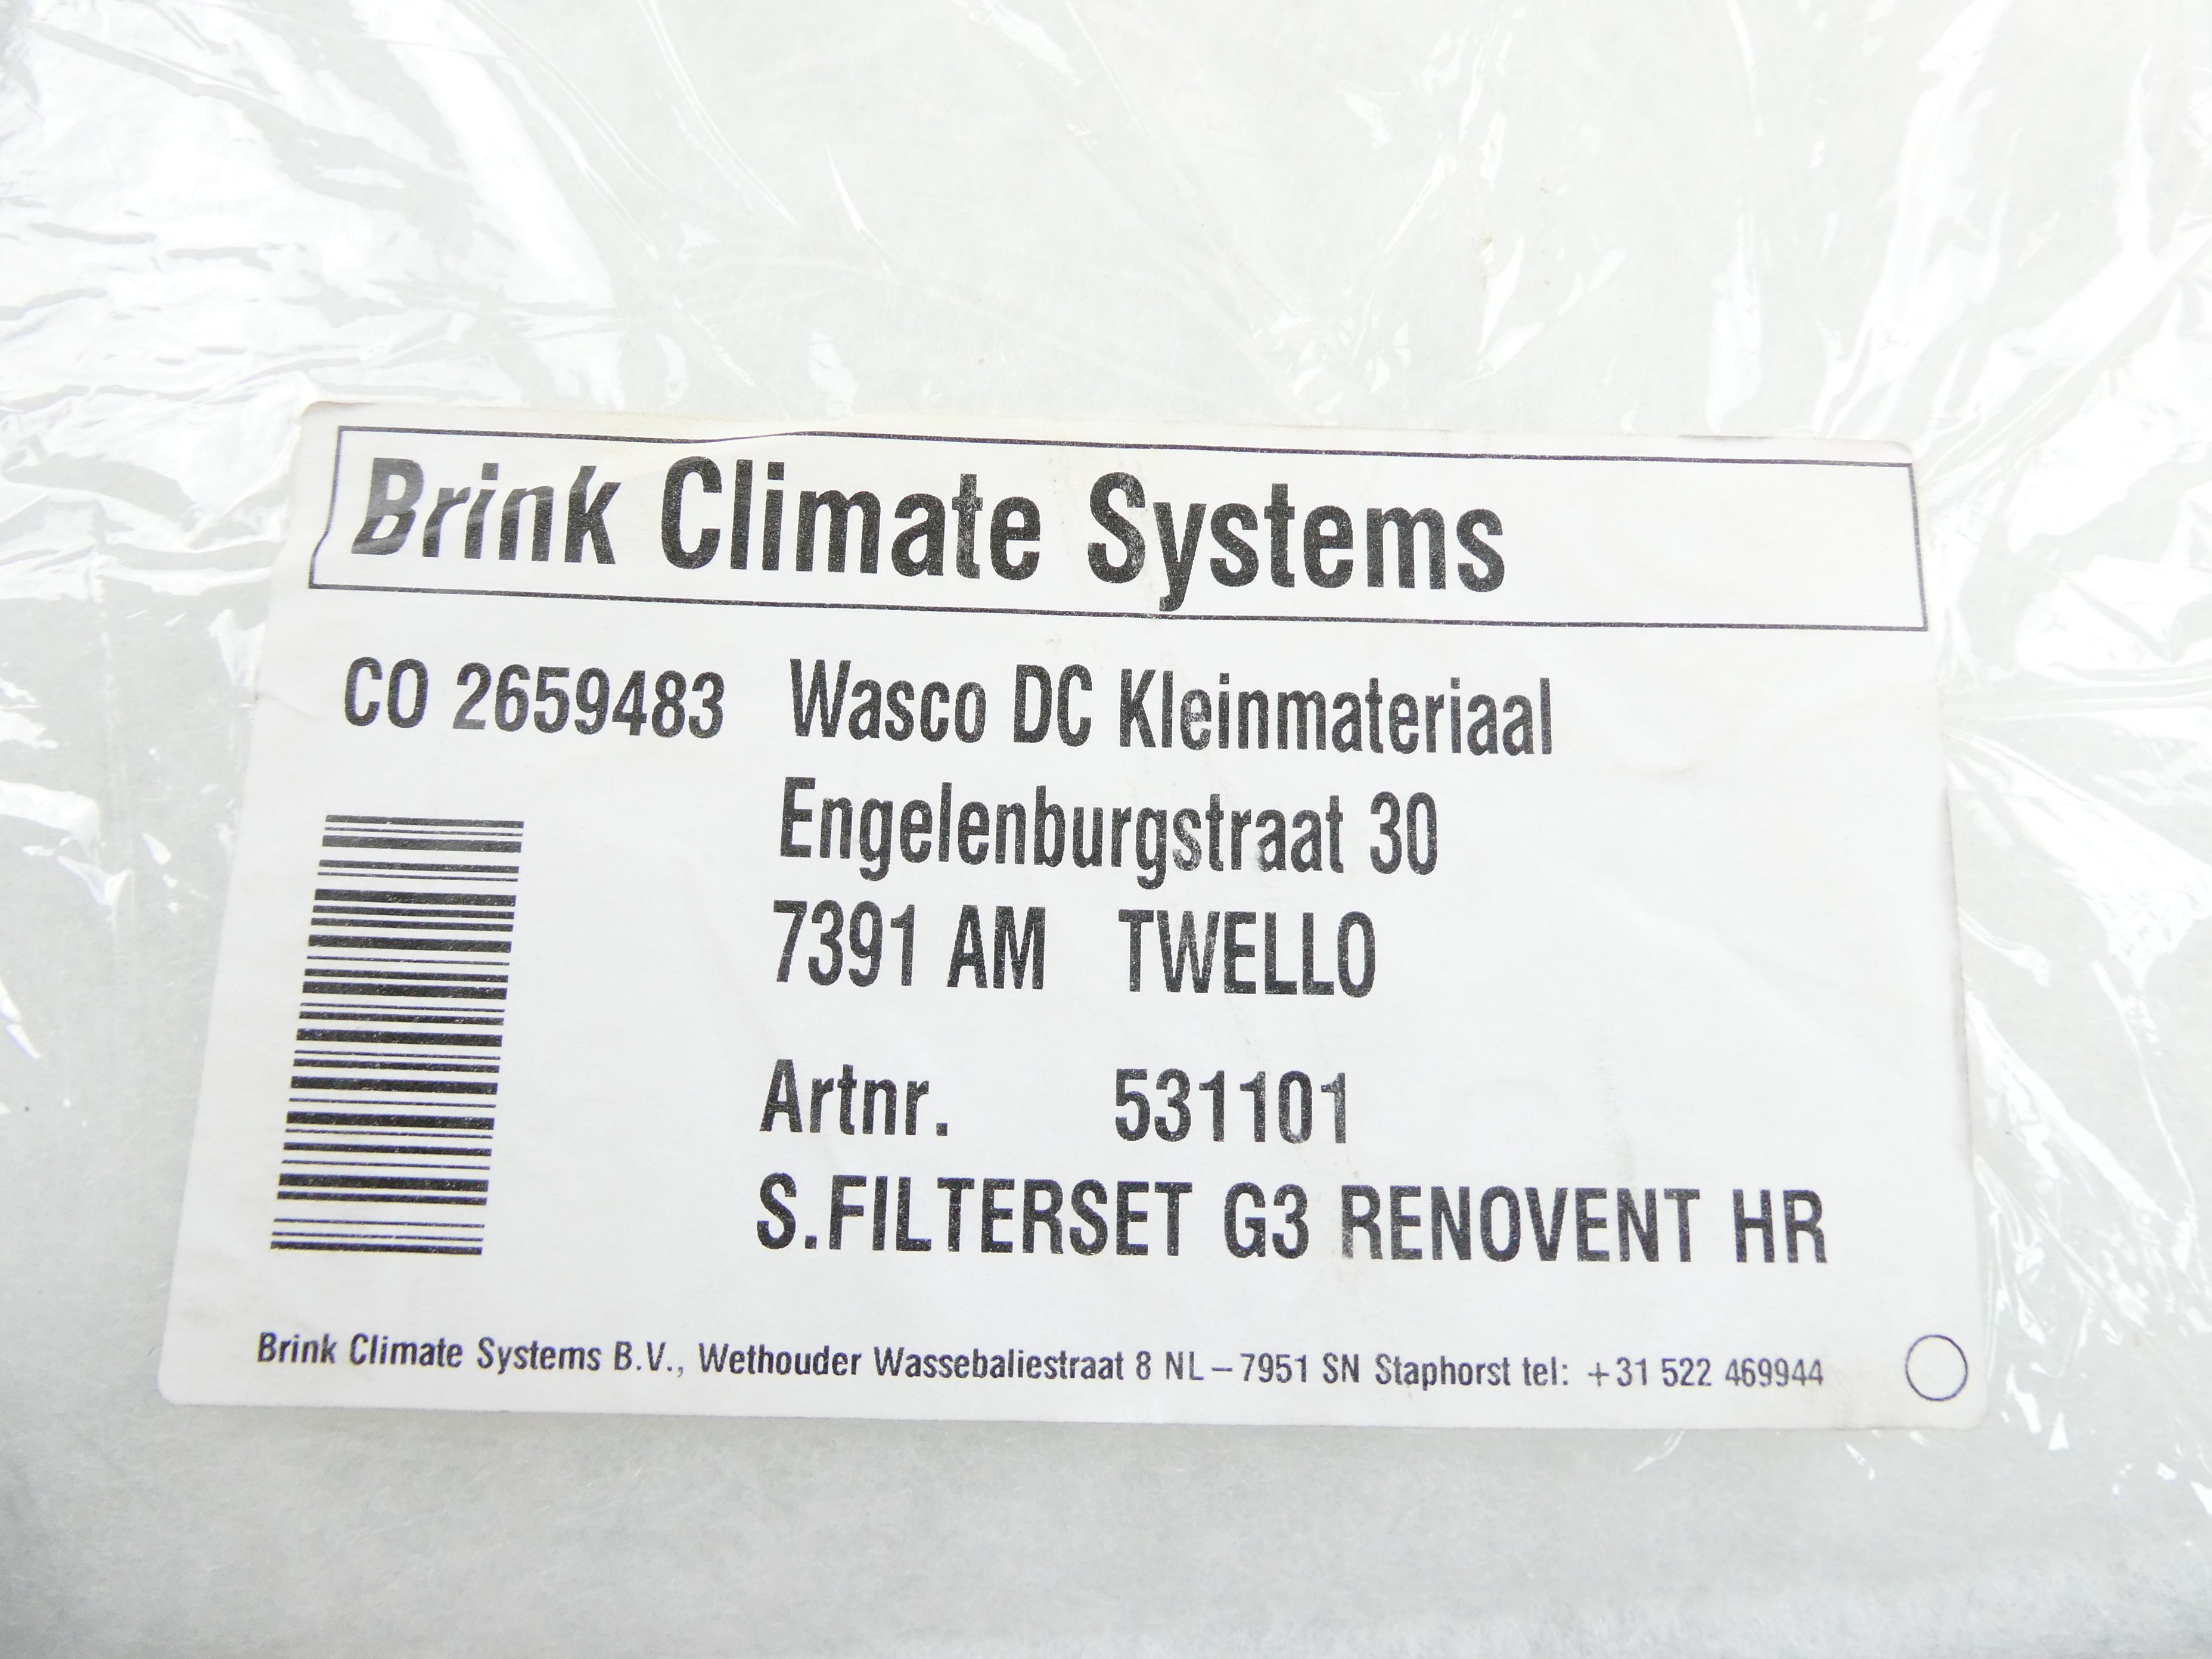 Brink Climate Systems
CO 2659483 Wasco DC Kleinmateriaal
Engelenburgstraat 30
7391 AM TWELLO
Artnr. 531101
S.FILTERSET G3 RENOVENT HR
Brink Climate Systems B.V., Wethouder Wassebaliestraat 8 NL-7951 SN Staphorst tel: +31 522 469944